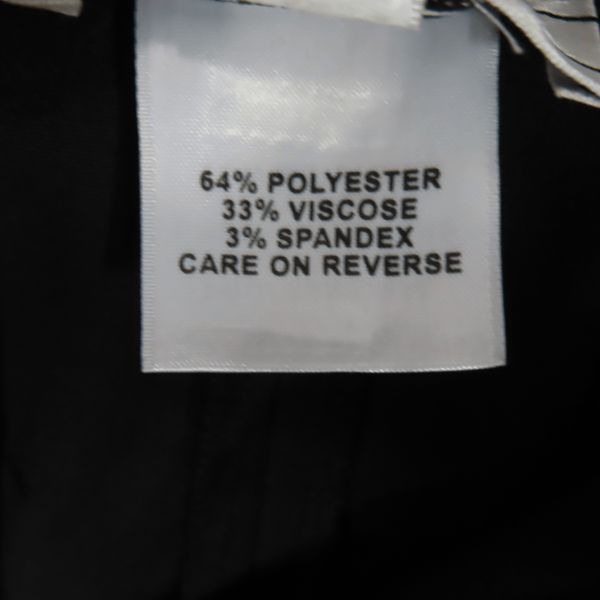 64% POLYESTER
33% VISCOSE
3% SPANDEX
CARE ON REVERSE